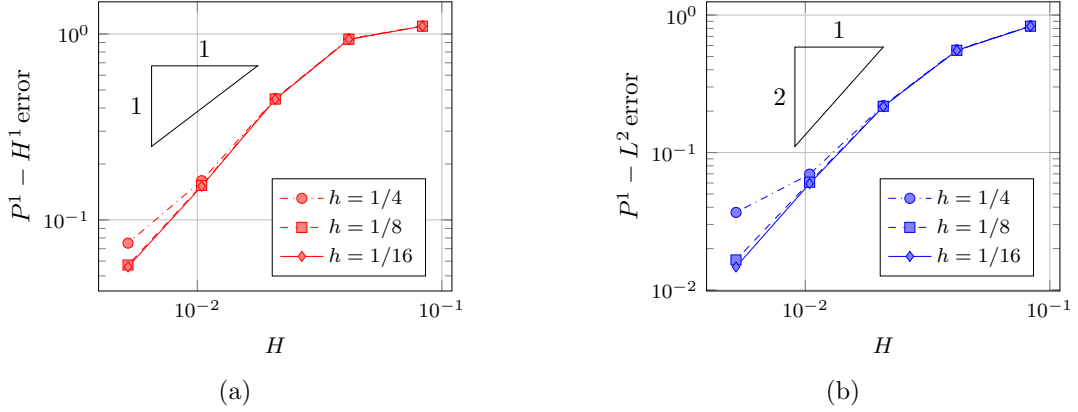 10^0
10^{-1}
P^1 − H^1 error
1
1
h = 1/4
h = 1/8
h = 1/16
10^{-2}
10^{-1}
H
(a)
10^0
10^{-1}
10^{-2}
P^1 − L^2 error
1
2
h = 1/4
h = 1/8
h = 1/16
10^{-2}
10^{-1}
H
(b)